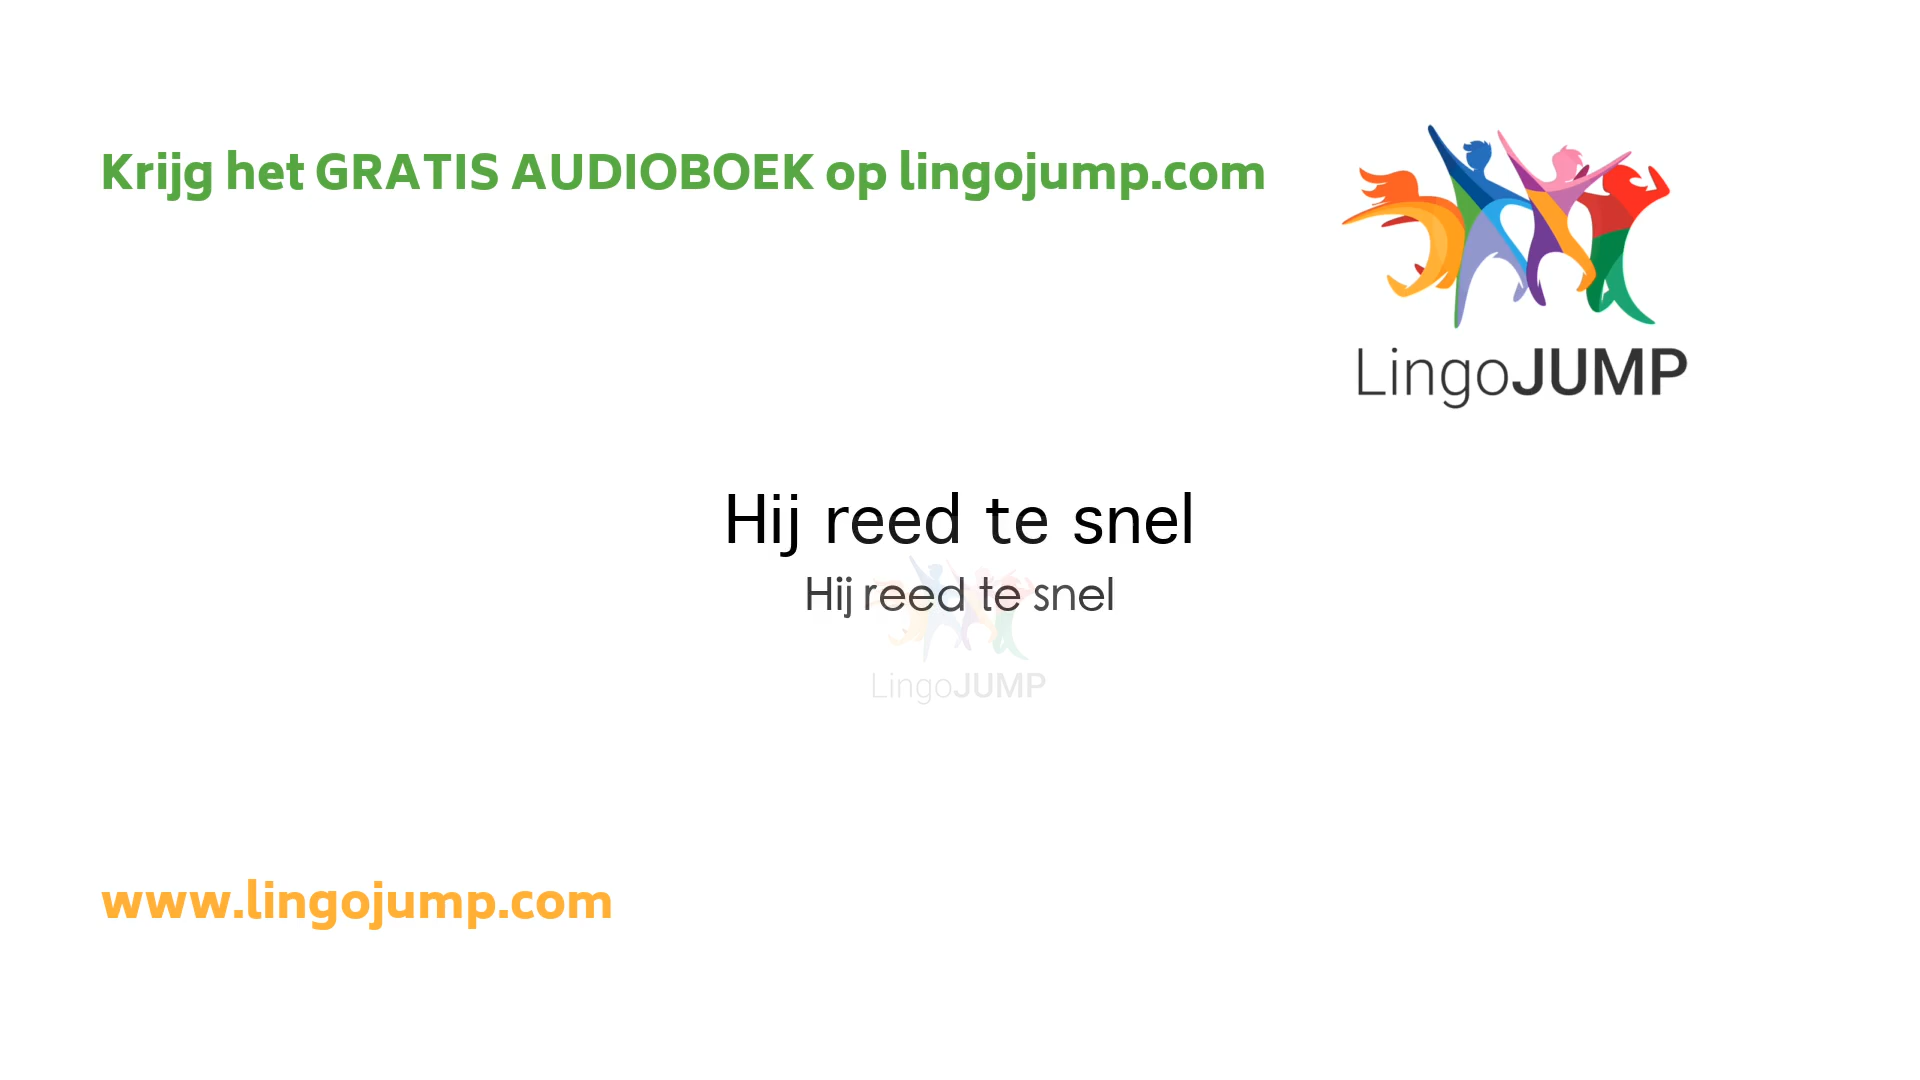 Krijg het GRATIS AUDIOBOEK op lingojump.com
LingoJUMP
Hij reed te snel
Hij reed te snel
LingoJUMP
www.lingojump.com